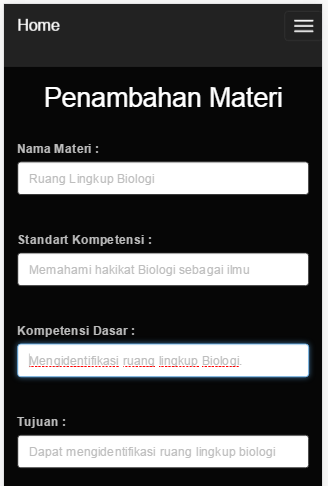 Home
Penambahan Materi
Nama Materi :
Ruang Lingkup Biologi
Standart Kompetensi :
Memahami hakikat Biologi sebagai ilmu
Kompetensi Dasar :
Mengidentifikasi ruang lingkup Biologi.
Tujuan :
Dapat mengidentifikasi ruang lingkup biologi